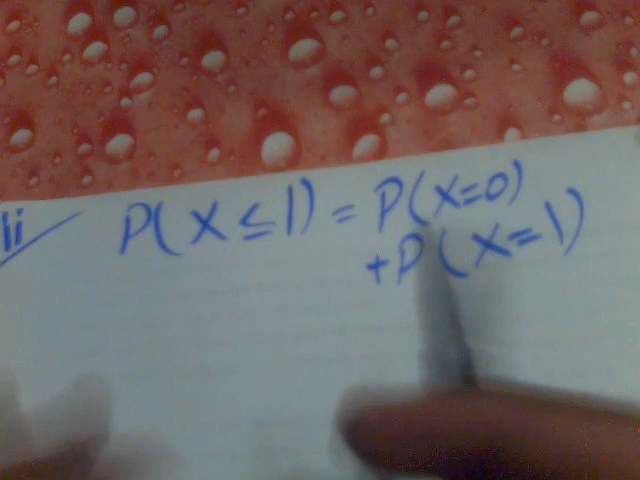 ii P(X ≤ 1) = P(X=0)
+ P(X=1)